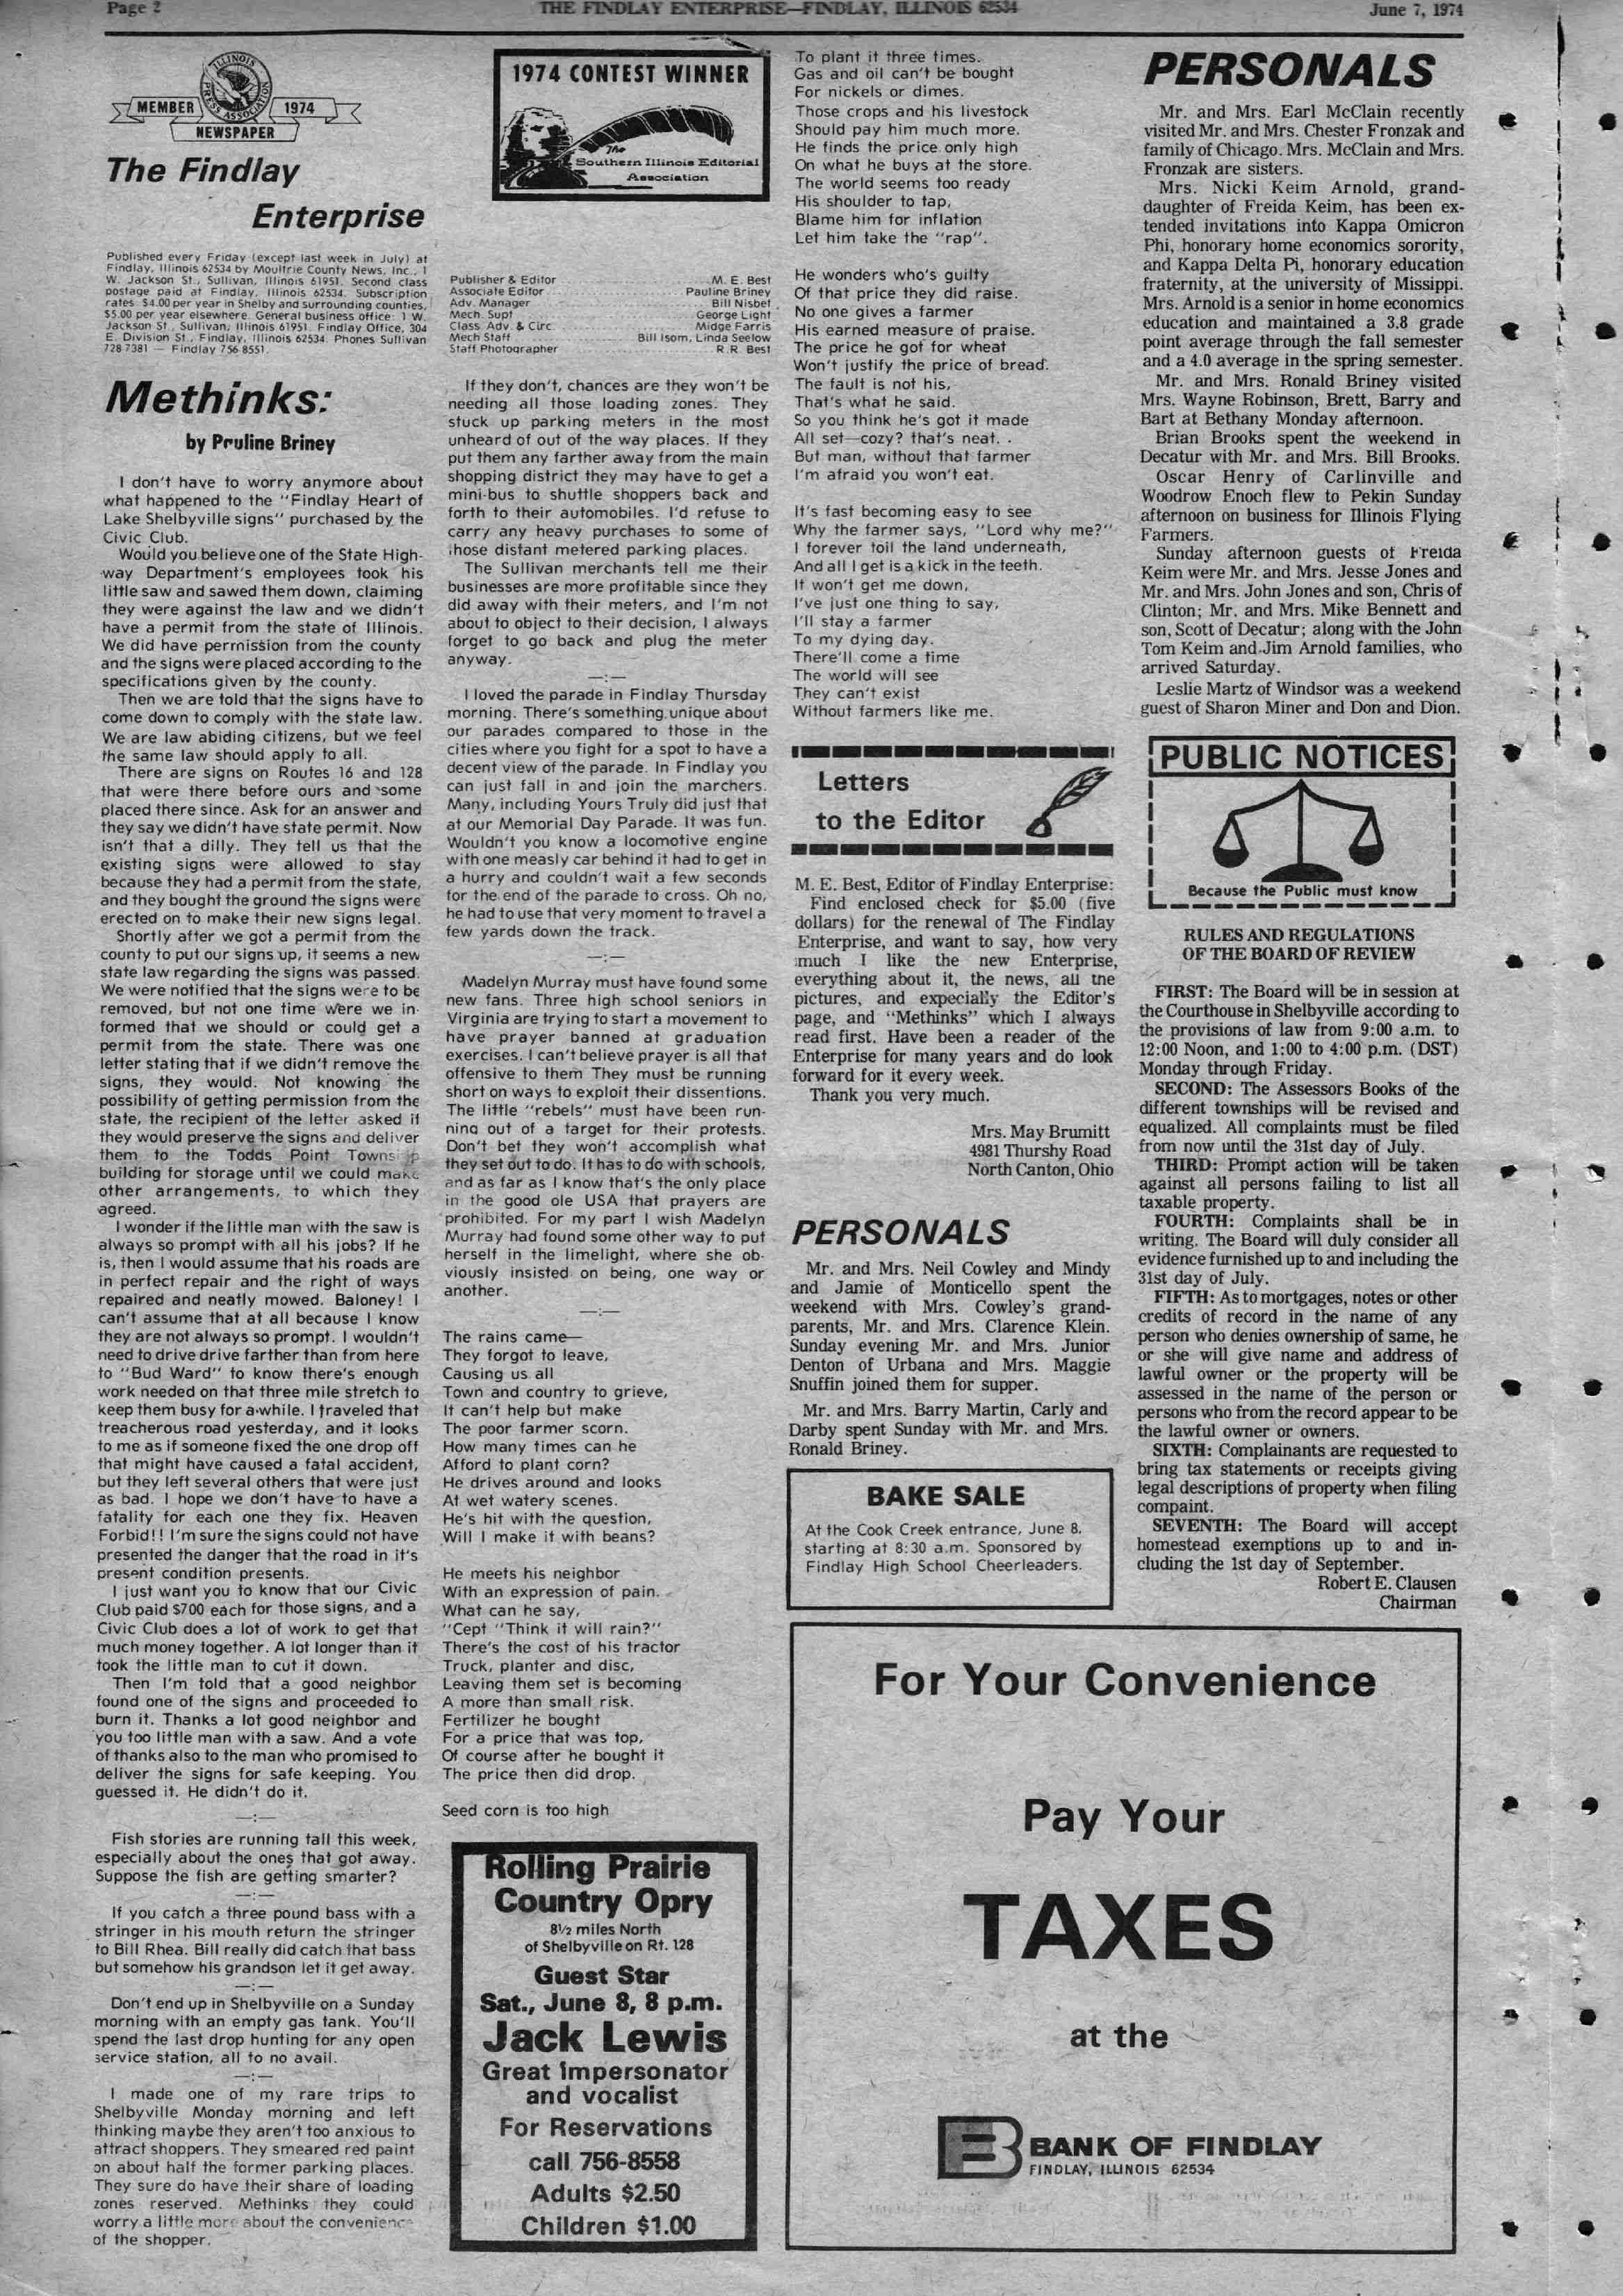 Page 2
THE FINDLAY ENTERPRISE—FINDLAY, ILLINOIS 62534
June 7, 1974
ILLINOIS
PRESS ASSOCIATION
MEMBER
1974
NEWSPAPER
The Findlay
Enterprise
Published every Friday (except last week in July) at
Findlay, Illinois 62534 by Moultrie County News, Inc., 1
W. Jackson St., Sullivan, Illinois 61951. Second class
postage paid at Findlay, Illinois 62534. Subscription
rates: $4.00 per year in Shelby and surrounding counties,
$5.00 per year elsewhere. General business office: 1 W.
Jackson St., Sullivan, Illinois 61951. Findlay Office, 304
E. Division St., Findlay, Illinois 62534. Phones Sullivan
728 7381 — Findlay 756 8551.
Methinks:
by Pauline Briney
I don't have to worry anymore about
what happened to the "Findlay Heart of
Lake Shelbyville signs" purchased by the
Civic Club.
Would you believe one of the State High-
way Department's employees took his
little saw and sawed them down, claiming
they were against the law and we didn't
have a permit from the state of Illinois.
We did have permission from the county
and the signs were placed according to the
specifications given by the county.
Then we are told that the signs have to
come down to comply with the state law.
We are law abiding citizens, but we feel
the same law should apply to all.
There are signs on Routes 16 and 128
that were there before ours and some
placed there since. Ask for an answer and
they say we didn't have state permit. Now
isn't that a dilly. They tell us that the
existing signs were allowed to stay
because they had a permit from the state,
and they bought the ground the signs were
erected on to make their new signs legal.
Shortly after we got a permit from the
county to put our signs up, it seems a new
state law regarding the signs was passed.
We were notified that the signs were to be
removed, but not one time were we in-
formed that we should or could get a
permit from the state. There was one
letter stating that if we didn't remove the
signs, they would. Not knowing the
possibility of getting permission from the
state, the recipient of the letter asked if
they would preserve the signs and deliver
them to the Todds Point Township
building for storage until we could make
other arrangements, to which they
agreed.
I wonder if the little man with the saw is
always so prompt with all his jobs? If he
is, then I would assume that his roads are
in perfect repair and the right of ways
repaired and neatly mowed. Baloney! I
can't assume that at all because I know
they are not always so prompt. I wouldn't
need to drive drive farther than from here
to "Bud Ward" to know there's enough
work needed on that three mile stretch to
keep them busy for a while. I traveled that
treacherous road yesterday, and it looks
to me as if someone fixed the one drop off
that might have caused a fatal accident,
but they left several others that were just
as bad. I hope we don't have to have a
fatality for each one they fix. Heaven
Forbid!! I'm sure the signs could not have
presented the danger that the road in it's
present condition presents.
I just want you to know that our Civic
Club paid $700 each for those signs, and a
Civic Club does a lot of work to get that
much money together. A lot longer than it
took the little man to cut it down.
Then I'm told that a good neighbor
found one of the signs and proceeded to
burn it. Thanks a lot good neighbor and
you too little man with a saw. And a vote
of thanks also to the man who promised to
deliver the signs for safe keeping. You
guessed it. He didn't do it.
—:—
Fish stories are running tall this week,
especially about the ones that got away.
Suppose the fish are getting smarter?
—:—
If you catch a three pound bass with a
stringer in his mouth return the stringer
to Bill Rhea. Bill really did catch that bass
but somehow his grandson let it get away.
—:—
Don't end up in Shelbyville on a Sunday
morning with an empty gas tank. You'll
spend the last drop hunting for any open
service station, all to no avail.
—:—
I made one of my rare trips to
Shelbyville Monday morning and left
thinking maybe they aren't too anxious to
attract shoppers. They smeared red paint
on about half the former parking places.
They sure do have their share of loading
zones reserved. Methinks they could
worry a little more about the convenience
of the shopper.
1974 CONTEST WINNER
The
Southern Illinois Editorial
Association
Publisher & Editor M. E. Best
Associate Editor Pauline Briney
Adv. Manager Bill Nisbet
Mech. Supt George Light
Class Adv. & Circ. Midge Farris
Mech Staff Bill Isom, Linda Seelow
Staff Photographer R.R. Best
If they don't, chances are they won't be
needing all those loading zones. They
stuck up parking meters in the most
unheard of out of the way places. If they
put them any farther away from the main
shopping district they may have to get a
mini-bus to shuttle shoppers back and
forth to their automobiles. I'd refuse to
carry any heavy purchases to some of
those distant metered parking places.
The Sullivan merchants tell me their
businesses are more profitable since they
did away with their meters, and I'm not
about to object to their decision, I always
forget to go back and plug the meter
anyway.
—:—
I loved the parade in Findlay Thursday
morning. There's something unique about
our parades compared to those in the
cities where you fight for a spot to have a
decent view of the parade. In Findlay you
can just fall in and join the marchers.
Many, including Yours Truly did just that
at our Memorial Day Parade. It was fun.
Wouldn't you know a locomotive engine
with one measly car behind it had to get in
a hurry and couldn't wait a few seconds
for the end of the parade to cross. Oh no,
he had to use that very moment to travel a
few yards down the track.
—:—
Madelyn Murray must have found some
new fans. Three high school seniors in
Virginia are trying to start a movement to
have prayer banned at graduation
exercises. I can't believe prayer is all that
offensive to them They must be running
short on ways to exploit their dissentions.
The little "rebels" must have been run-
ning out of a target for their protests.
Don't bet they won't accomplish what
they set out to do. It has to do with schools,
and as far as I know that's the only place
in the good ole USA that prayers are
prohibited. For my part I wish Madelyn
Murray had found some other way to put
herself in the limelight, where she ob-
viously insisted on being, one way or
another.
—:—
The rains came—
They forgot to leave,
Causing us all
Town and country to grieve,
It can't help but make
The poor farmer scorn.
How many times can he
Afford to plant corn?
He drives around and looks
At wet watery scenes.
He's hit with the question,
Will I make it with beans?
He meets his neighbor
With an expression of pain.
What can he say,
"Cept "Think it will rain?"
There's the cost of his tractor
Truck, planter and disc,
Leaving them set is becoming
A more than small risk.
Fertilizer he bought
For a price that was top,
Of course after he bought it
The price then did drop.
Seed corn is too high
Rolling Prairie
Country Opry
8½ miles North
of Shelbyville on Rt. 128
Guest Star
Sat., June 8, 8 p.m.
Jack Lewis
Great Impersonator
and vocalist
For Reservations
call 756-8558
Adults $2.50
Children $1.00
To plant it three times.
Gas and oil can't be bought
For nickels or dimes.
Those crops and his livestock
Should pay him much more.
He finds the price only high
On what he buys at the store.
The world seems too ready
His shoulder to tap,
Blame him for inflation
Let him take the "rap".
He wonders who's guilty
Of that price they did raise.
No one gives a farmer
His earned measure of praise.
The price he got for wheat
Won't justify the price of bread.
The fault is not his,
That's what he said.
So you think he's got it made
All set—cozy? that's neat. .
But man, without that farmer
I'm afraid you won't eat.
It's fast becoming easy to see
Why the farmer says, "Lord why me?"
I forever toil the land underneath,
And all I get is a kick in the teeth.
It won't get me down,
I've just one thing to say,
I'll stay a farmer
To my dying day.
There'll come a time
The world will see
They can't exist
Without farmers like me.
Letters
to the Editor
M. E. Best, Editor of Findlay Enterprise:
Find enclosed check for $5.00 (five
dollars) for the renewal of The Findlay
Enterprise, and want to say, how very
much I like the new Enterprise,
everything about it, the news, all the
pictures, and expecially the Editor's
page, and "Methinks" which I always
read first. Have been a reader of the
Enterprise for many years and do look
forward for it every week.
Thank you very much.
Mrs. May Brumitt
4981 Thurshy Road
North Canton, Ohio
PERSONALS
Mr. and Mrs. Neil Cowley and Mindy
and Jamie of Monticello spent the
weekend with Mrs. Cowley's grand-
parents, Mr. and Mrs. Clarence Klein.
Sunday evening Mr. and Mrs. Junior
Denton of Urbana and Mrs. Maggie
Snuffin joined them for supper.
Mr. and Mrs. Barry Martin, Carly and
Darby spent Sunday with Mr. and Mrs.
Ronald Briney.
BAKE SALE
At the Cook Creek entrance, June 8,
starting at 8:30 a.m. Sponsored by
Findlay High School Cheerleaders.
PERSONALS
Mr. and Mrs. Earl McClain recently
visited Mr. and Mrs. Chester Fronzak and
family of Chicago. Mrs. McClain and Mrs.
Fronzak are sisters.
Mrs. Nicki Keim Arnold, grand-
daughter of Freida Keim, has been ex-
tended invitations into Kappa Omicron
Phi, honorary home economics sorority,
and Kappa Delta Pi, honorary education
fraternity, at the university of Missippi.
Mrs. Arnold is a senior in home economics
education and maintained a 3.8 grade
point average through the fall semester
and a 4.0 average in the spring semester.
Mr. and Mrs. Ronald Briney visited
Mrs. Wayne Robinson, Brett, Barry and
Bart at Bethany Monday afternoon.
Brian Brooks spent the weekend in
Decatur with Mr. and Mrs. Bill Brooks.
Oscar Henry of Carlinville and
Woodrow Enoch flew to Pekin Sunday
afternoon on business for Illinois Flying
Farmers.
Sunday afternoon guests of Freida
Keim were Mr. and Mrs. Jesse Jones and
Mr. and Mrs. John Jones and son, Chris of
Clinton; Mr. and Mrs. Mike Bennett and
son, Scott of Decatur; along with the John
Tom Keim and Jim Arnold families, who
arrived Saturday.
Leslie Martz of Windsor was a weekend
guest of Sharon Miner and Don and Dion.
PUBLIC NOTICES
Because the Public must know
RULES AND REGULATIONS
OF THE BOARD OF REVIEW
FIRST: The Board will be in session at
the Courthouse in Shelbyville according to
the provisions of law from 9:00 a.m. to
12:00 Noon, and 1:00 to 4:00 p.m. (DST)
Monday through Friday.
SECOND: The Assessors Books of the
different townships will be revised and
equalized. All complaints must be filed
from now until the 31st day of July.
THIRD: Prompt action will be taken
against all persons failing to list all
taxable property.
FOURTH: Complaints shall be in
writing. The Board will duly consider all
evidence furnished up to and including the
31st day of July.
FIFTH: As to mortgages, notes or other
credits of record in the name of any
person who denies ownership of same, he
or she will give name and address of
lawful owner or the property will be
assessed in the name of the person or
persons who from the record appear to be
the lawful owner or owners.
SIXTH: Complainants are requested to
bring tax statements or receipts giving
legal descriptions of property when filing
compaint.
SEVENTH: The Board will accept
homestead exemptions up to and in-
cluding the 1st day of September.
Robert E. Clausen
Chairman
For Your Convenience
Pay Your
TAXES
at the
BANK OF FINDLAY
FINDLAY, ILLINOIS 62534